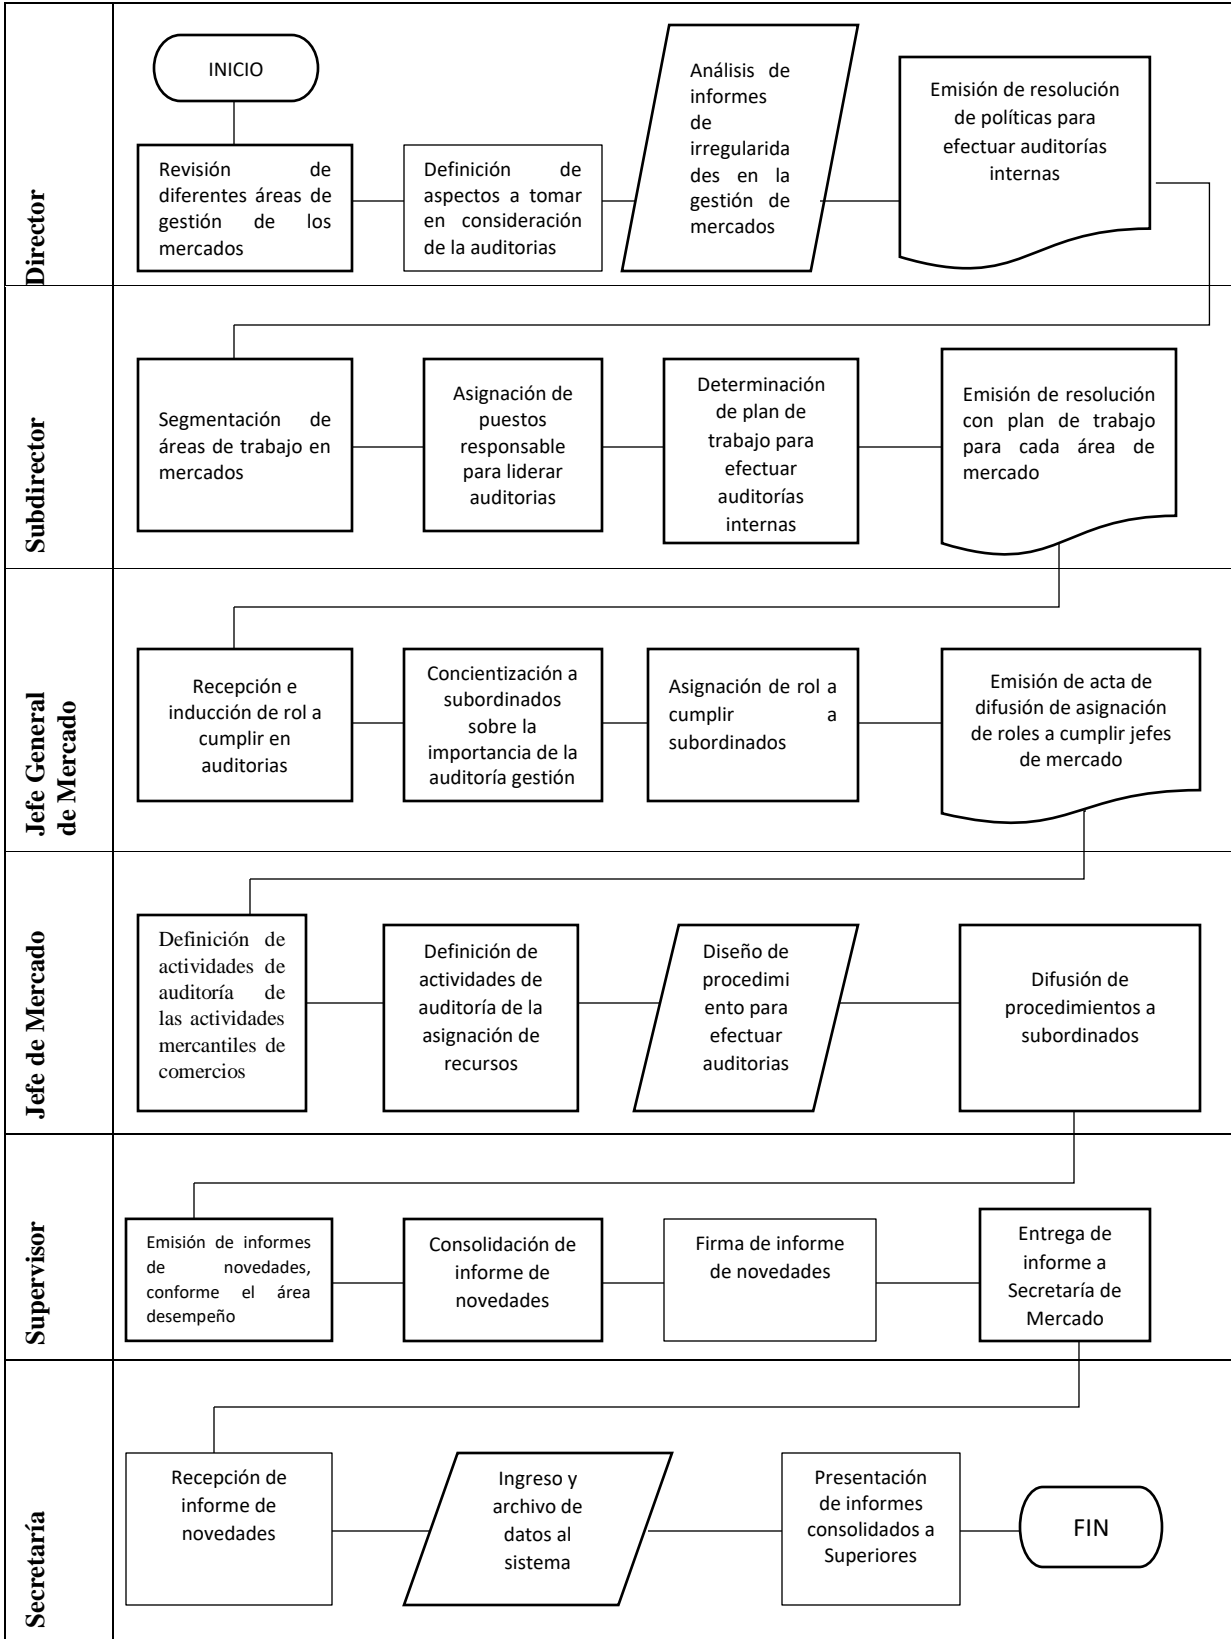 Director
INICIO
Revisión de
diferentes áreas de
gestión de los
mercados
Definición de
aspectos a tomar
en consideración
de la auditorias
Análisis de
informes
de
irregularida
des en la
gestión de
mercados
Emisión de resolución
de políticas para
efectuar auditorías
internas
Subdirector
Segmentación de
áreas de trabajo en
mercados
Asignación de
puestos
responsable
para liderar
auditorias
Determinación
de plan de
trabajo para
efectuar
auditorías
internas
Emisión de resolución
con plan de trabajo
para cada área de
mercado
Jefe General
de Mercado
Recepción e
inducción de rol a
cumplir en
auditorias
Concientización a
subordinados
sobre la
importancia de la
auditoría gestión
Asignación de rol a
cumplir a
subordinados
Emisión de acta de
difusión de asignación
de roles a cumplir jefes
de mercado
Jefe de Mercado
Definición de
actividades de
auditoría de
las actividades
mercantiles de
comercios
Definición de
actividades de
auditoría de la
asignación de
recursos
Diseño de
procedimi
ento para
efectuar
auditorias
Difusión de
procedimientos a
subordinados
Supervisor
Emisión de informes
de novedades,
conforme el área
desempeño
Consolidación de
informe de
novedades
Firma de informe
de novedades
Entrega de
informe a
Secretaría de
Mercado
Secretaría
Recepción de
informe de
novedades
Ingreso y
archivo de
datos al
sistema
Presentación
de informes
consolidados a
Superiores
FIN